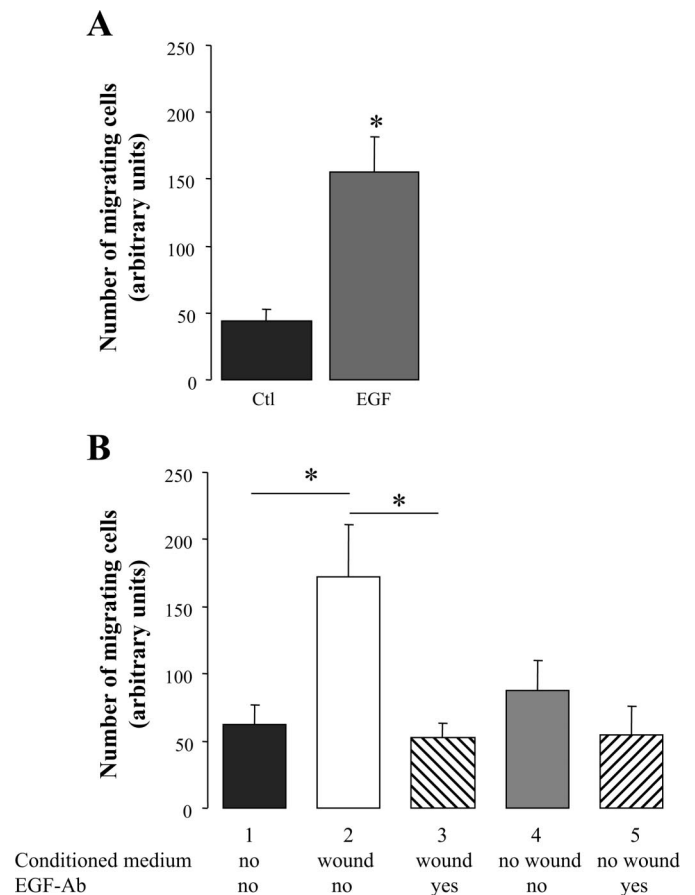 A
Number of migrating cells
(arbitrary units)
250
200
150
100
50
0
*
Ctl EGF
B
Number of migrating cells
(arbitrary units)
250
200
150
100
50
0
* *
1 2 3 4 5
Conditioned medium no wound wound no wound no wound
EGF-Ab no no yes no yes